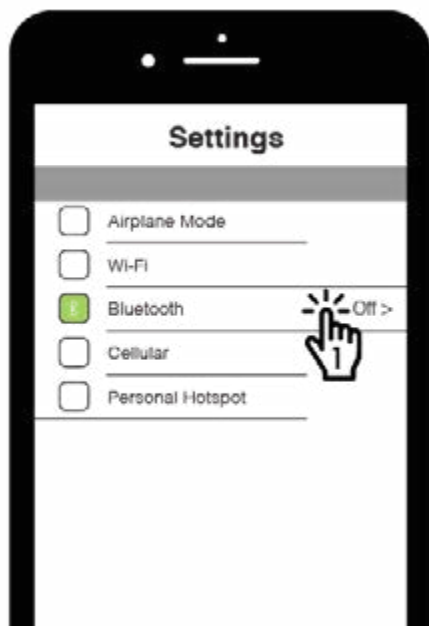 Settings
Airplane Mode
Wi-Fi
Bluetooth Off >
1
Cellular
Personal Hotspot